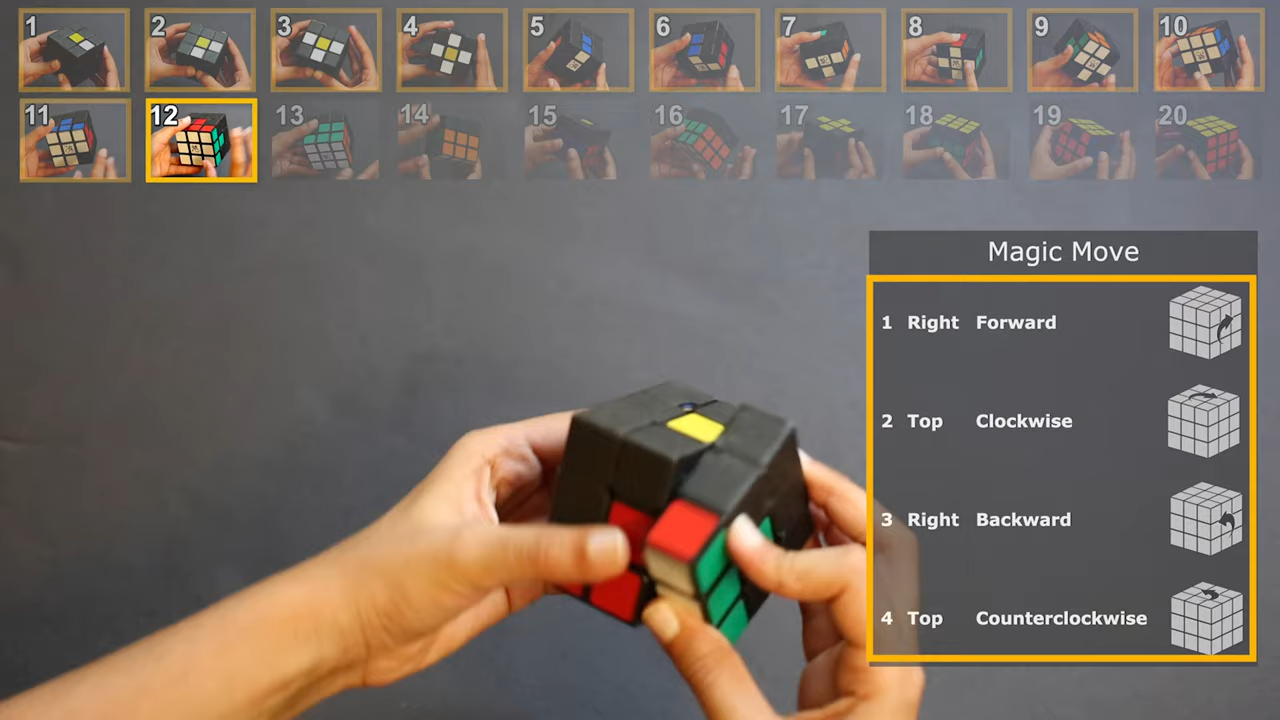 1 2 3 4 5 6 7 8 9 10
11 12 13 14 15 16 17 18 19 20
Magic Move
1 Right Forward
2 Top Clockwise
3 Right Backward
4 Top Counterclockwise